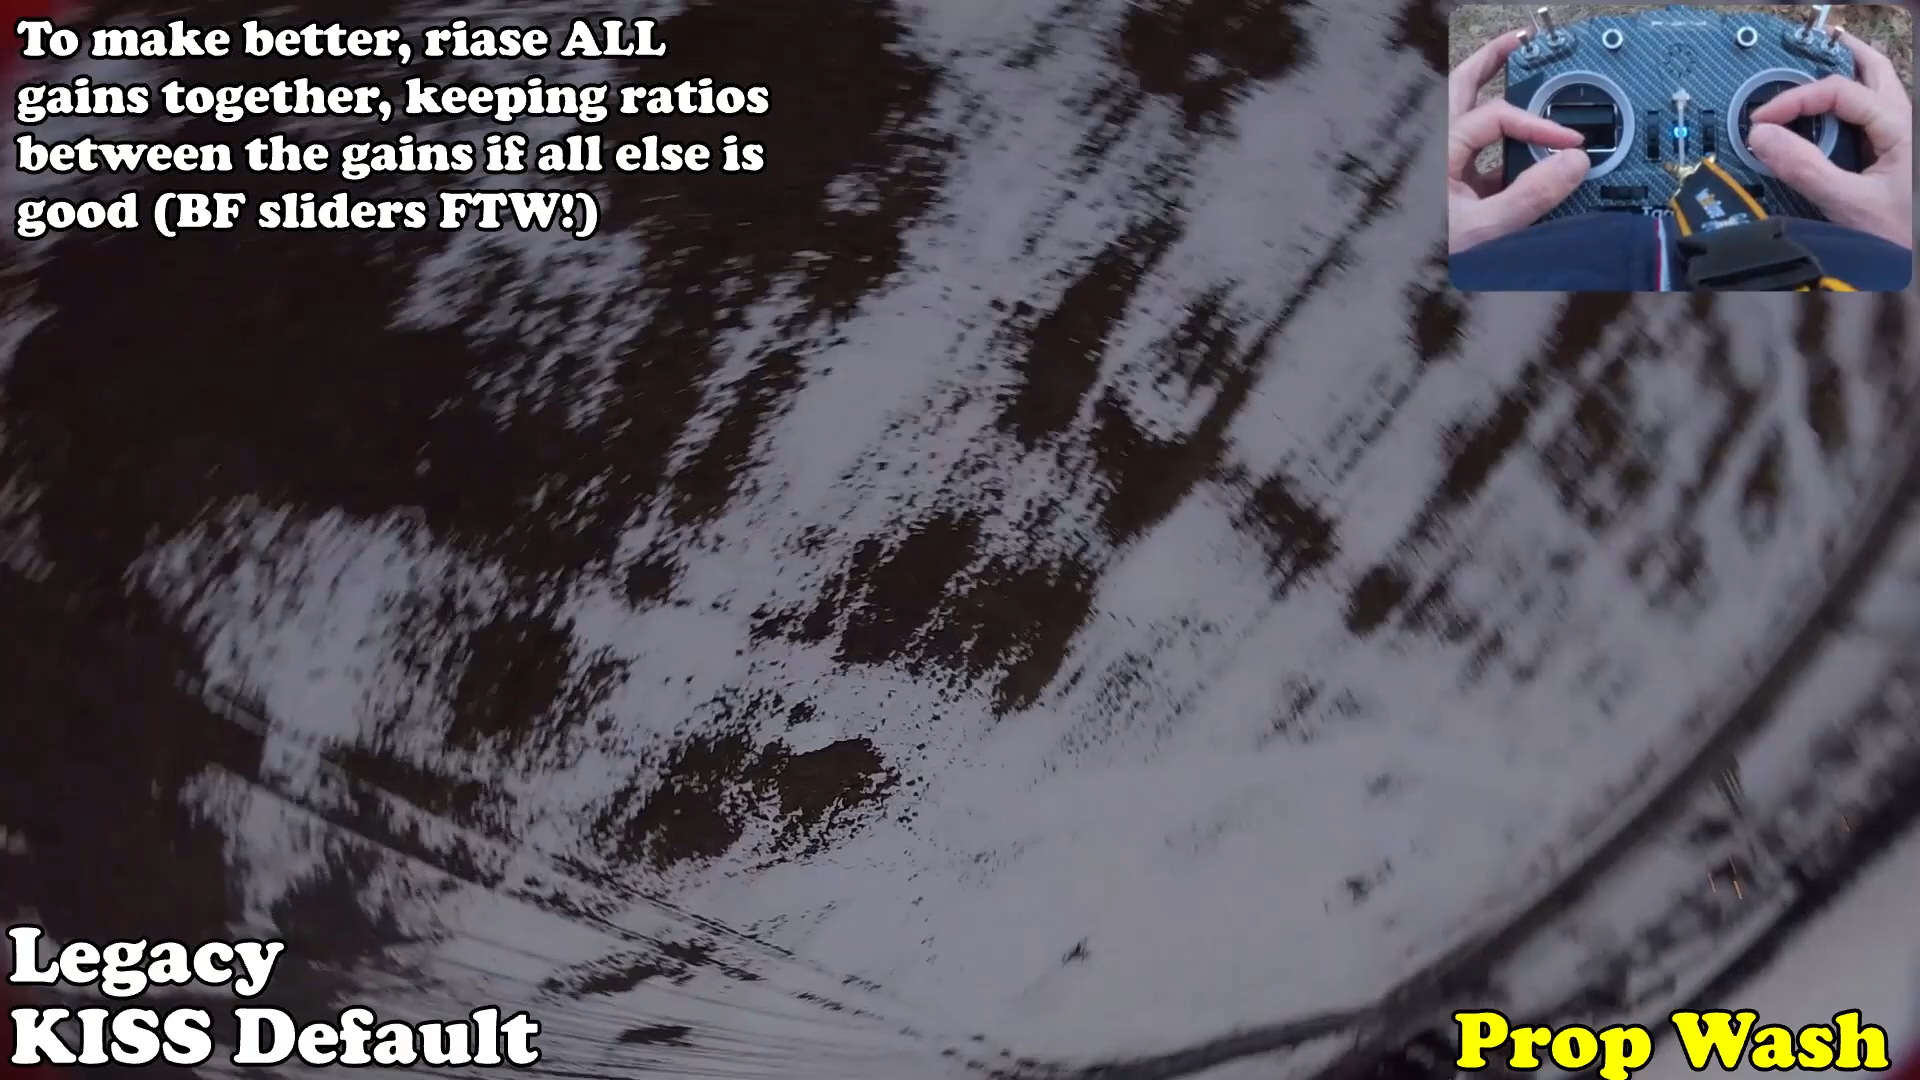 To make better, riase ALL
gains together, keeping ratios
between the gains if all else is
good (BF sliders FTW!)
Legacy
KISS Default
Prop Wash